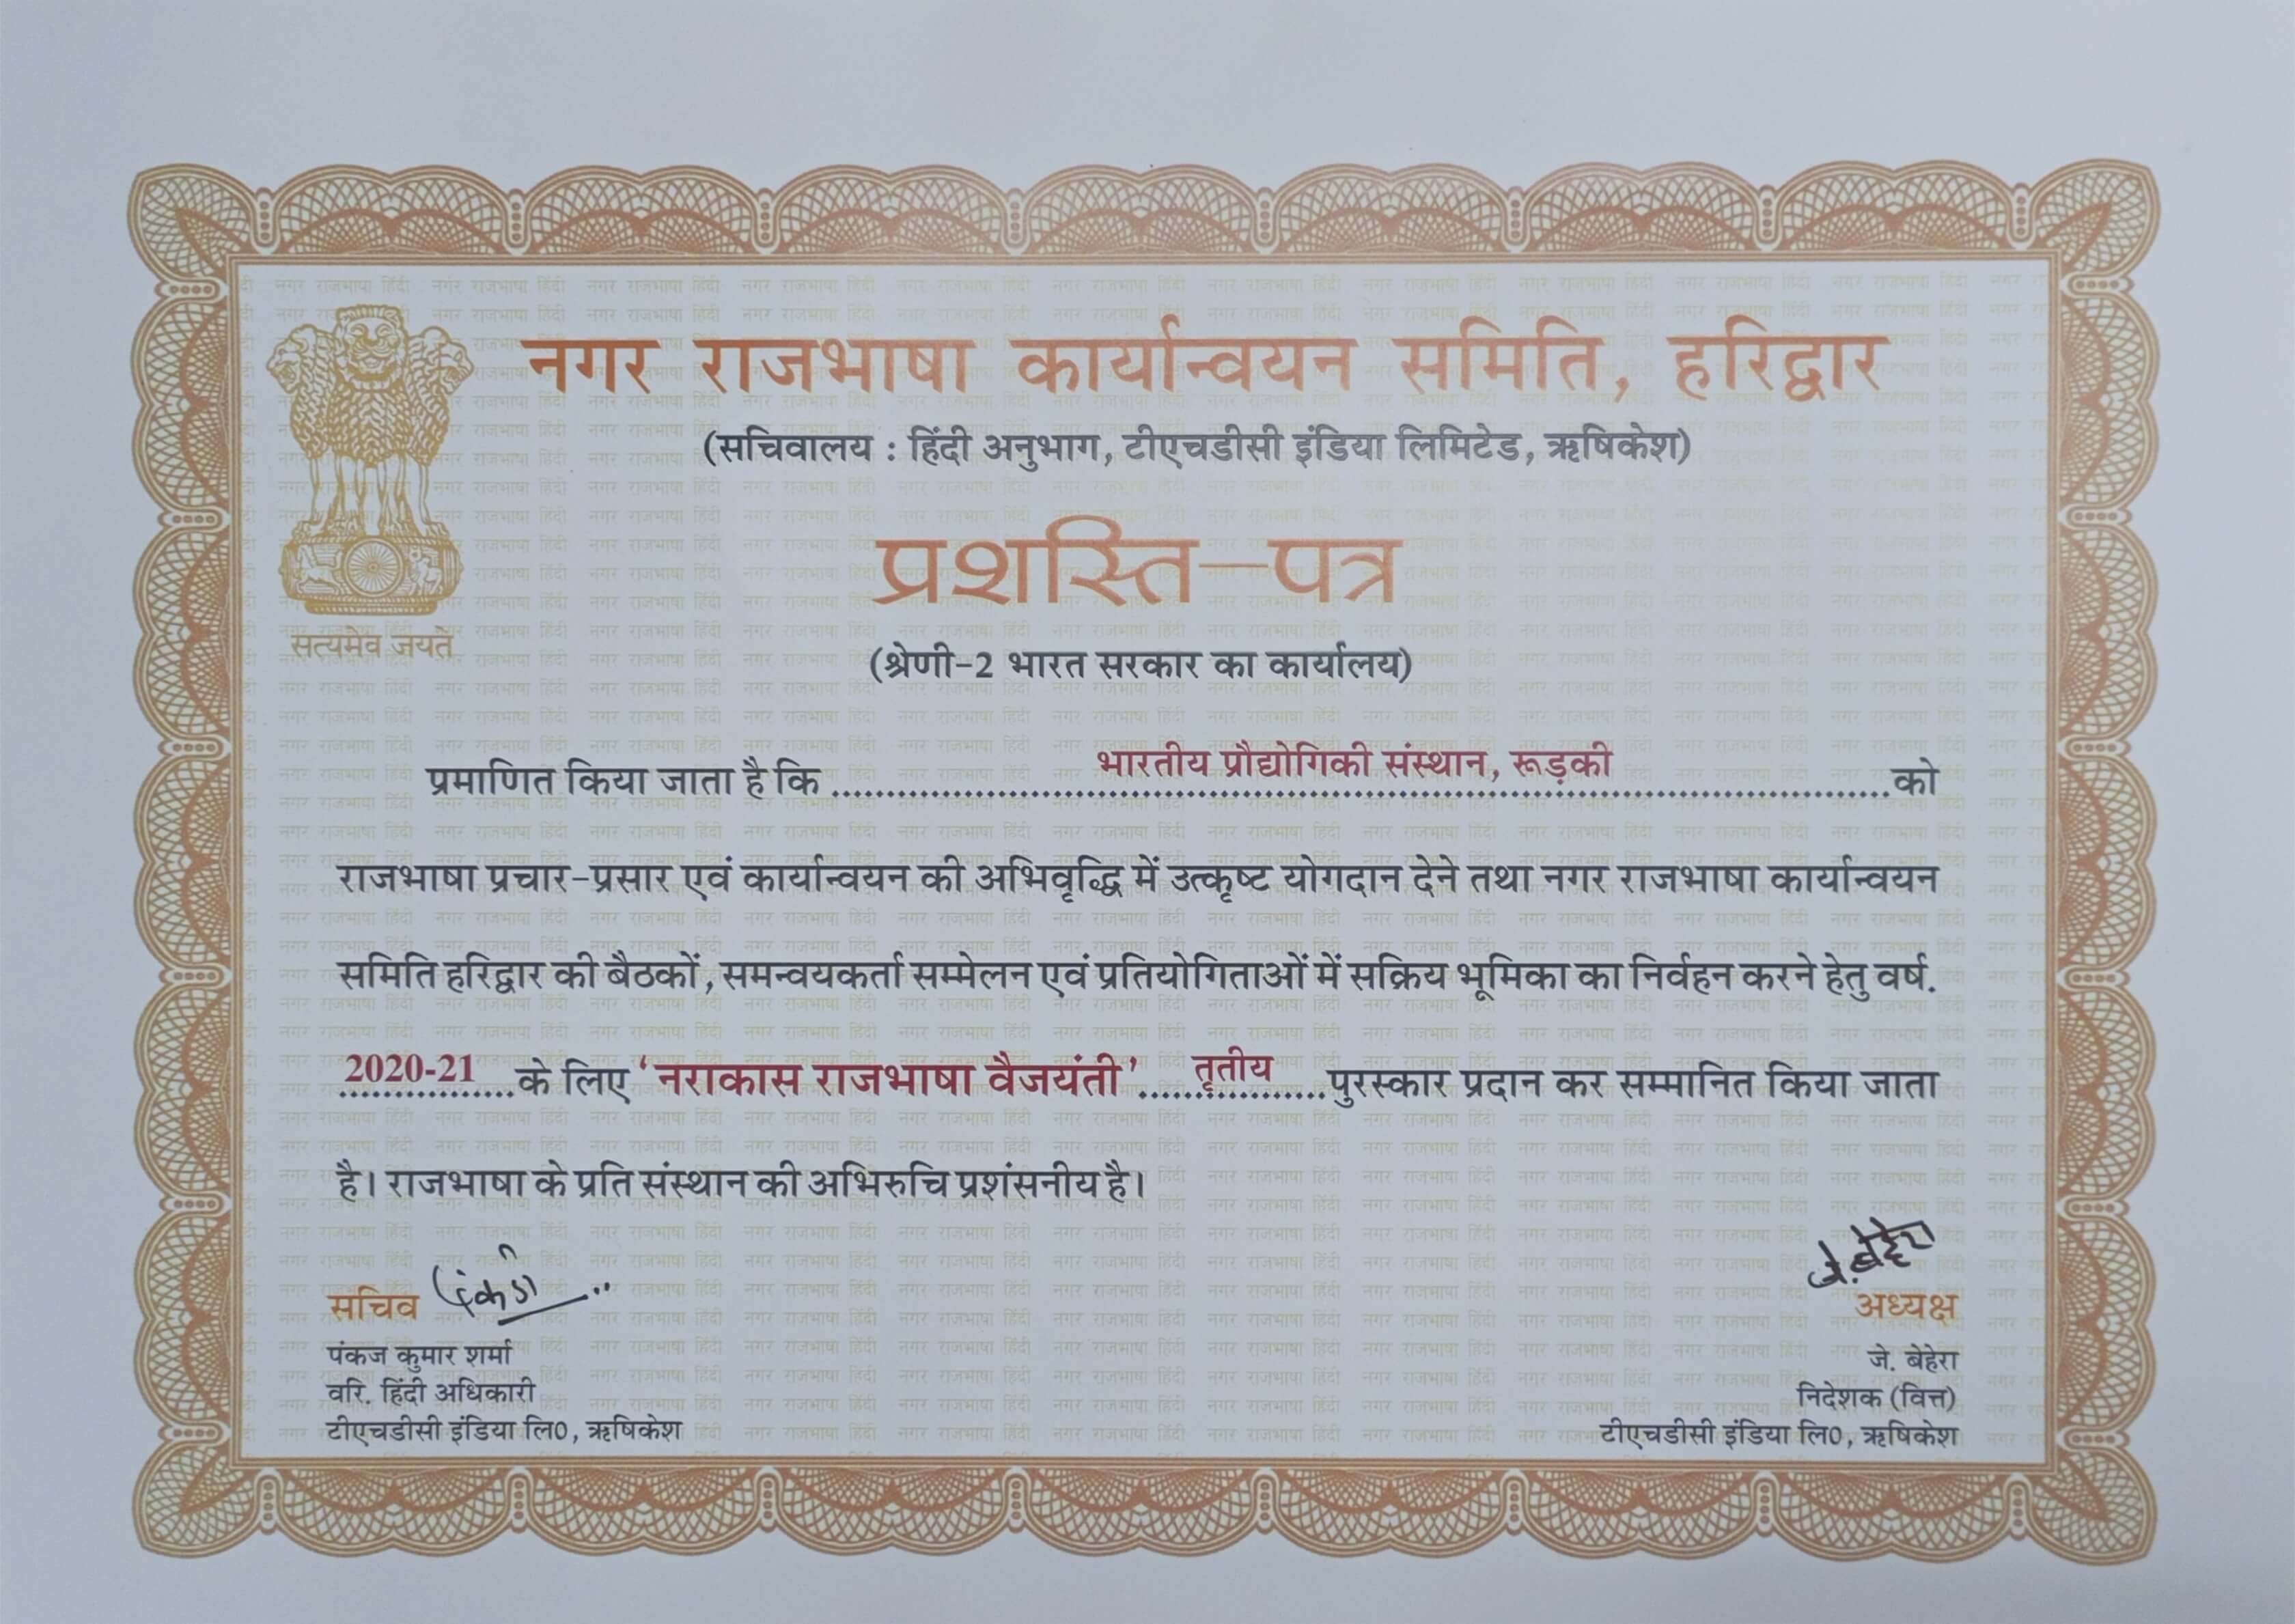 नगर राजभाषा कार्यान्वयन समिति, हरिद्वार
(सचिवालय : हिंदी अनुभाग, टीएचडीसी इंडिया लिमिटेड, ऋषिकेश)
प्रशस्ति-पत्र
सत्यमेव जयते
(श्रेणी-2 भारत सरकार का कार्यालय)
प्रमाणित किया जाता है कि भारतीय प्रौद्योगिकी संस्थान, रूड़की को
राजभाषा प्रचार-प्रसार एवं कार्यान्वयन की अभिवृद्धि में उत्कृष्ट योगदान देने तथा नगर राजभाषा कार्यान्वयन
समिति हरिद्वार की बैठकों, समन्वयकर्ता सम्मेलन एवं प्रतियोगिताओं में सक्रिय भूमिका का निर्वहन करने हेतु वर्ष.
2020-21 के लिए 'नराकास राजभाषा वैजयंती' तृतीय पुरस्कार प्रदान कर सम्मानित किया जाता
है। राजभाषा के प्रति संस्थान की अभिरुचि प्रशंसनीय है।
पंकज
जे. बेहेरा
सचिव
अध्यक्ष
पंकज कुमार शर्मा
जे. बेहेरा
वरि. हिंदी अधिकारी
निदेशक (वित्त)
टीएचडीसी इंडिया लि0, ऋषिकेश
टीएचडीसी इंडिया लि0, ऋषिकेश